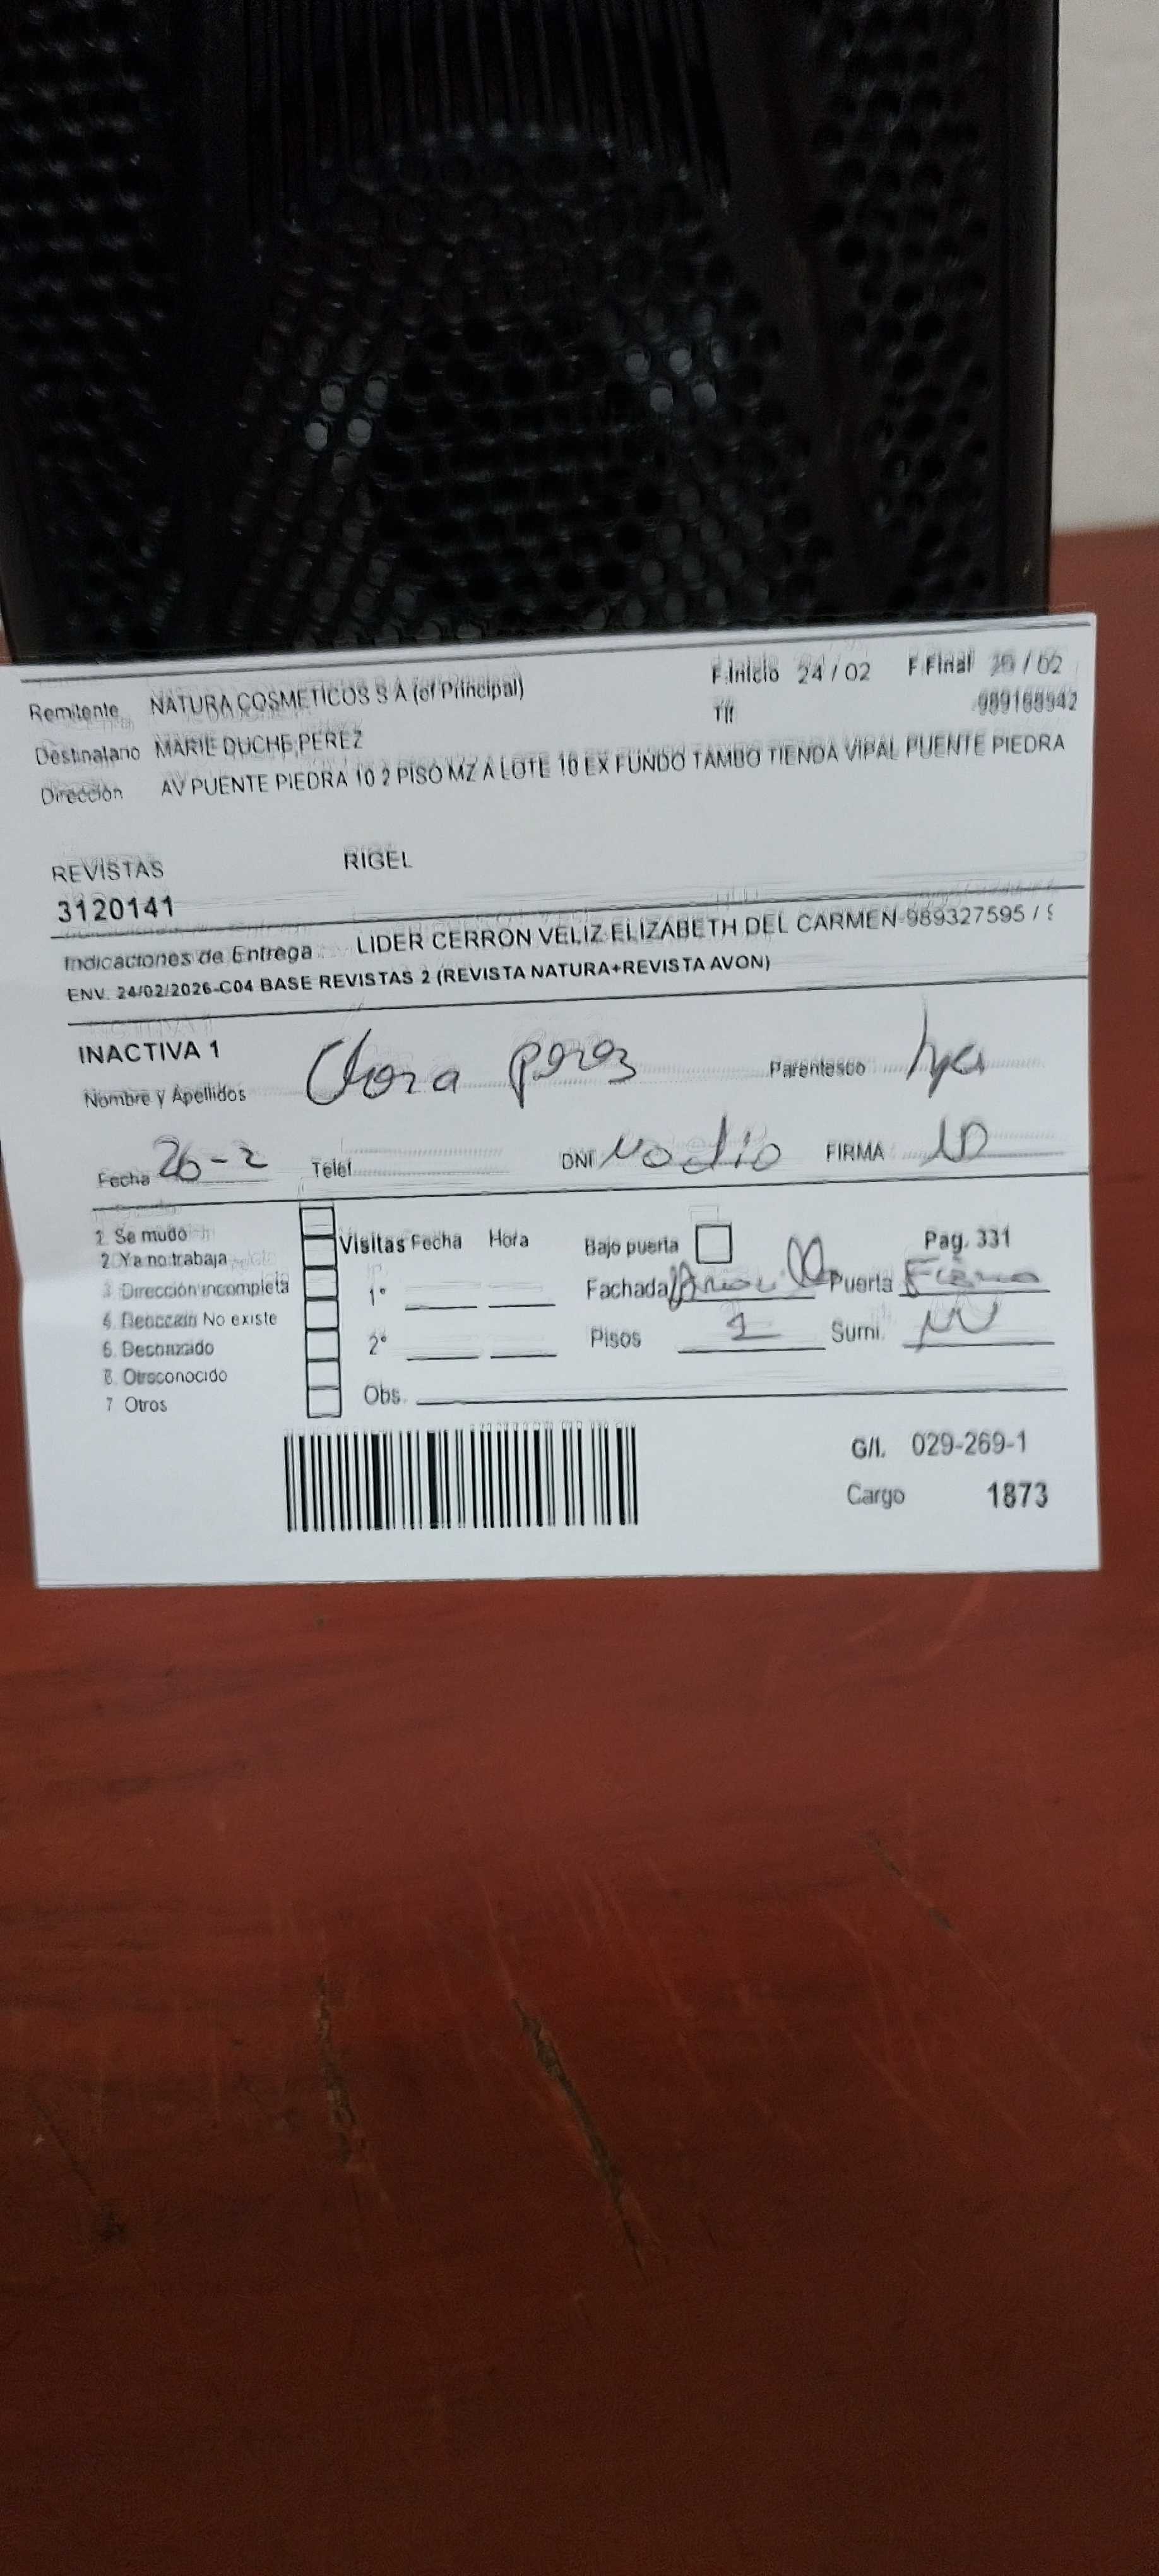 F.Inicio 24 / 02 F.Final / 02
Remitente NATURA COSMETICOS S A (of Principal)
Tlf 989168942
Destinatario MARIE DUCHE PEREZ
Dirección AV PUENTE PIEDRA 10 2 PISO MZ A LOTE 10 EX FUNDO TAMBO TIENDA VIPAL PUENTE PIEDRA
REVISTAS RIGEL
3120141
Indicaciones de Entrega LIDER CERRON VELIZ ELIZABETH DEL CARMEN-989327595 / 9
ENV. 24/02/2026-C04 BASE REVISTAS 2 (REVISTA NATURA+REVISTA AVON)
INACTIVA 1
Nombre y Apellidos perez Parentesco hya
Fecha 26-2 Telef DNI No dio FIRMA
1. Se mudo
2. Ya no trabaja
3. Dirección incompleta
4. Dirección No existe
5.
6.
7 Otros
Visitas Fecha Hora
1°
2°
Bajo puerta Pag. 331
Fachada Puerta Fierro
Pisos 1 Sumi.
Obs.
G/L 029-269-1
Cargo 1873